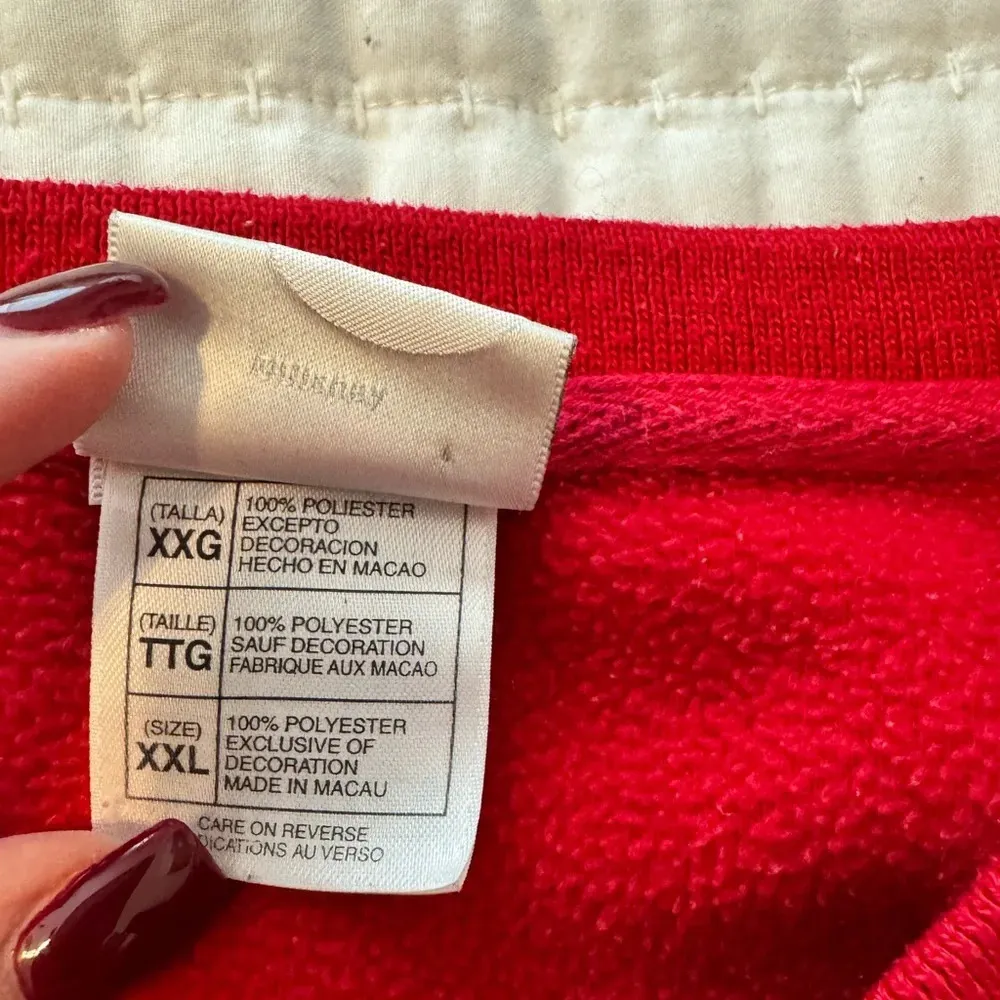 (TALLA)
XXG
100% POLIESTER
EXCEPTO
DECORACION
HECHO EN MACAO
(TAILLE)
TTG
100% POLYESTER
SAUF DECORATION
FABRIQUE AUX MACAO
(SIZE)
XXL
100% POLYESTER
EXCLUSIVE OF
DECORATION
MADE IN MACAU
CARE ON REVERSE
DICATIONS AU VERSO